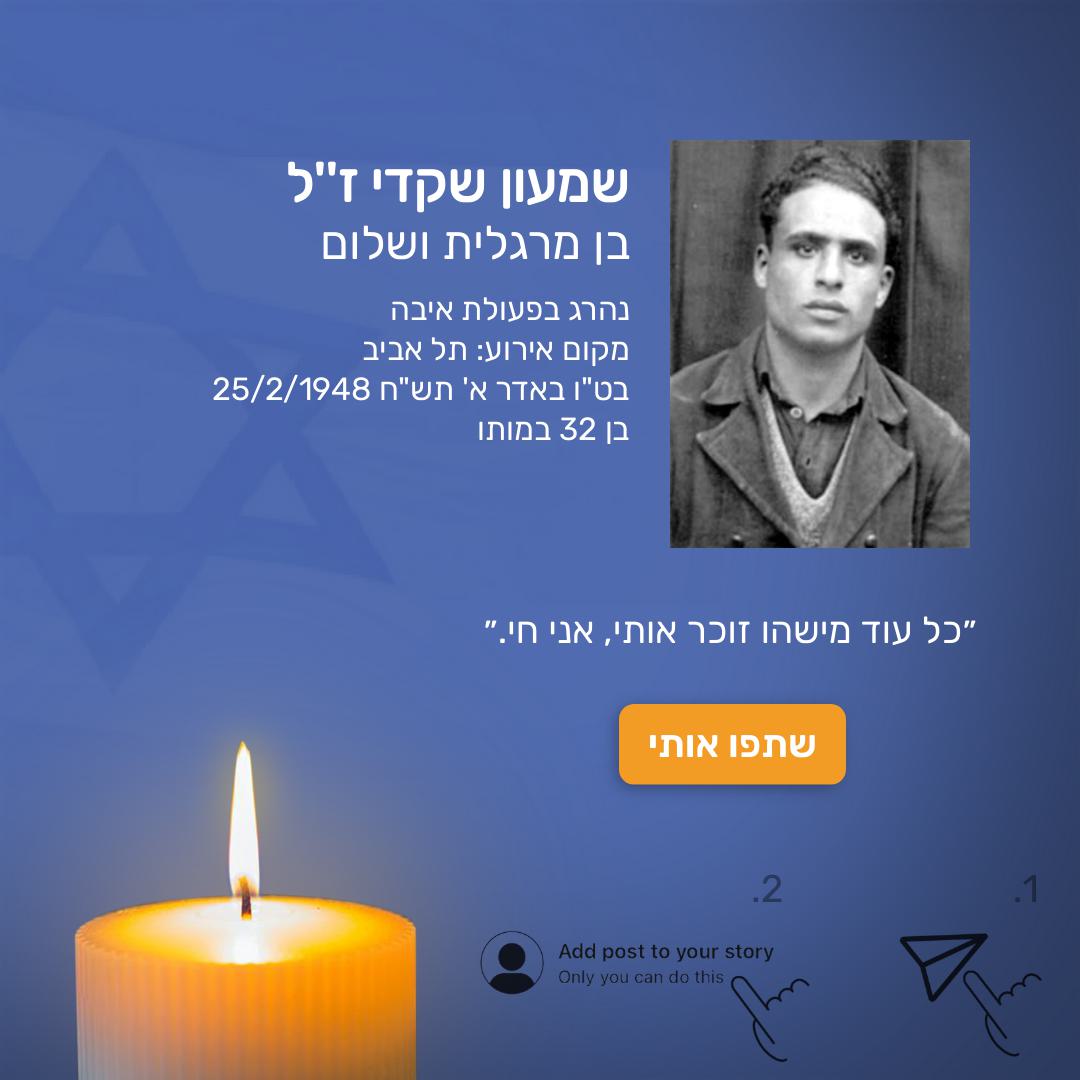 שמעון שקדי ז"ל
בן מרגלית ושלום
נהרג בפעולת איבה
מקום אירוע: תל אביב
בט"ו באדר א' תש"ח 25/2/1948
בן 32 במותו
״כל עוד מישהו זוכר אותי, אני חי.״
שתפו אותי
1.
2.
Add post to your story
Only you can do this